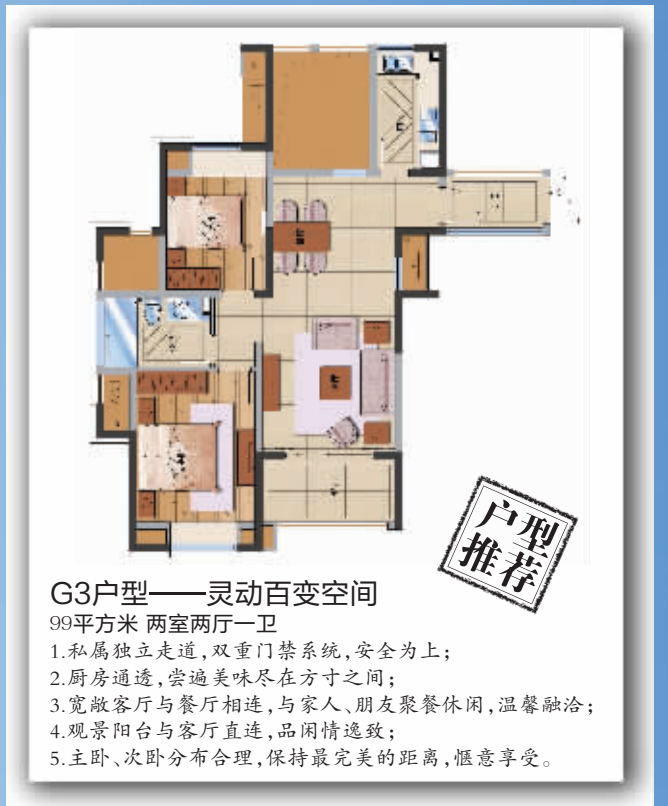 户型
推荐
G3户型——灵动百变空间
99平方米 两室两厅一卫
1.私属独立走道,双重门禁系统,安全为上;
2.厨房通透,尝遍美味尽在方寸之间;
3.宽敞客厅与餐厅相连,与家人、朋友聚餐休闲,温馨融洽;
4.观景阳台与客厅直连,品闲情逸致;
5.主卧、次卧分布合理,保持最完美的距离,惬意享受。